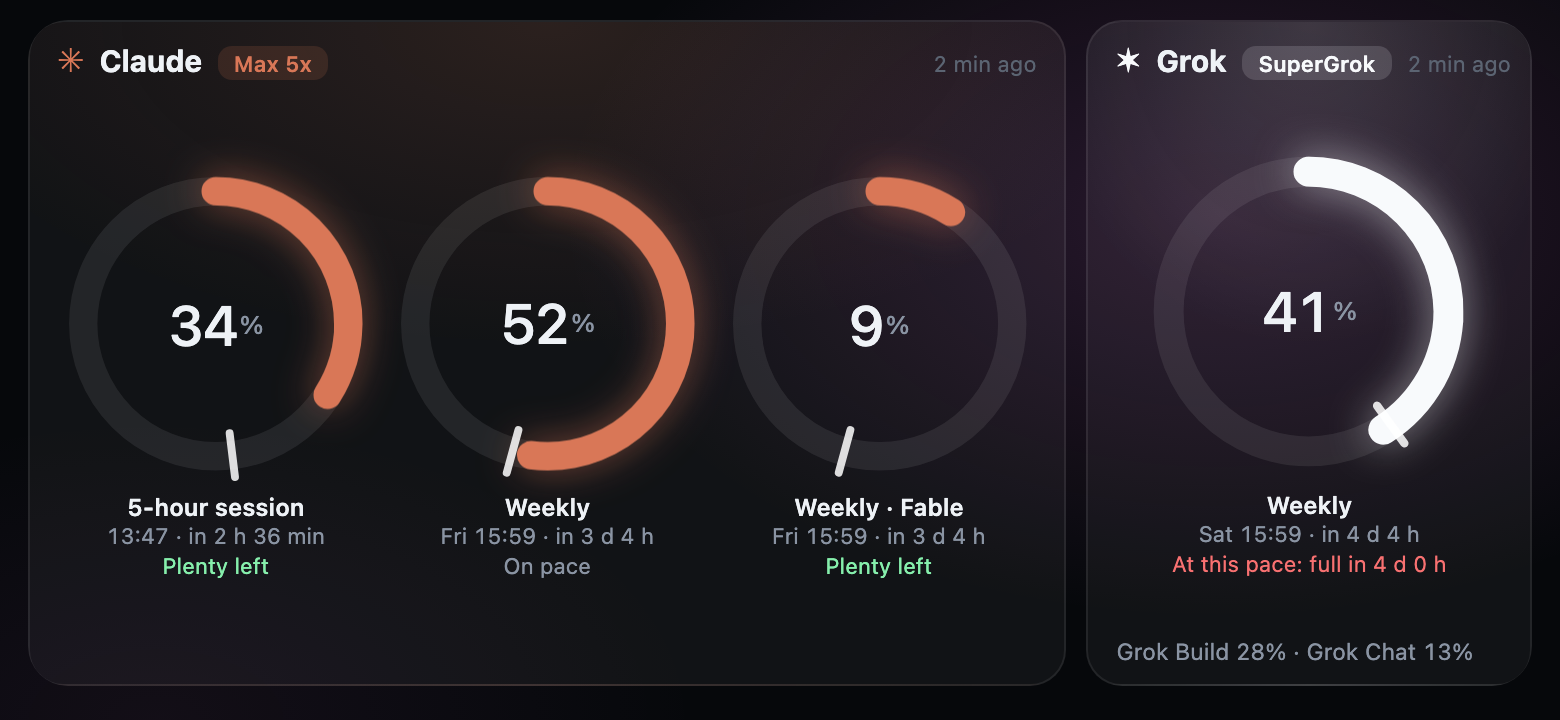 Claude Max 5x 2 min ago
34%
5-hour session
13:47 · in 2 h 36 min
Plenty left
52%
Weekly
Fri 15:59 · in 3 d 4 h
On pace
9%
Weekly · Fable
Fri 15:59 · in 3 d 4 h
Plenty left
Grok SuperGrok 2 min ago
41%
Weekly
Sat 15:59 · in 4 d 4 h
At this pace: full in 4 d 0 h
Grok Build 28% · Grok Chat 13%